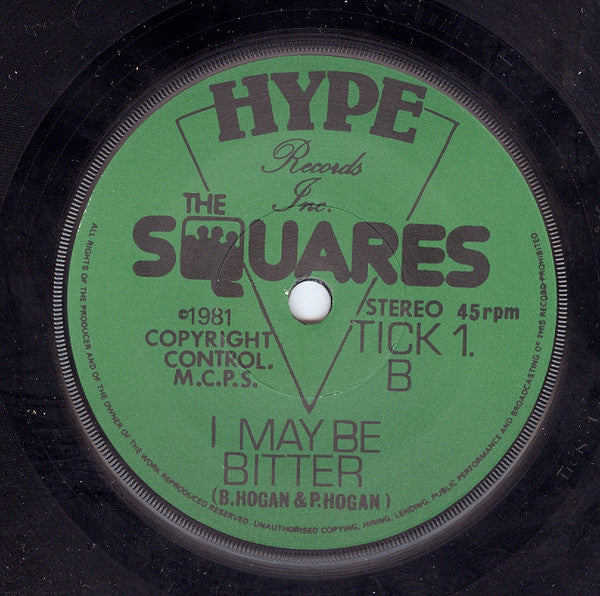 HYPE
Records
Inc.
THE
SQUARES
©1981
COPYRIGHT
CONTROL.
M.C.P.S.
STEREO 45rpm
TICK 1.
B
I MAY BE
BITTER
(B.HOGAN & P.HOGAN)
ALL RIGHTS OF THE PRODUCER AND OF THE OWNER OF THE WORK REPRODUCED RESERVED. UNAUTHORISED COPYING, HIRING, LENDING, PUBLIC PERFORMANCE AND BROADCASTING OF THIS RECORD PROHIBITED